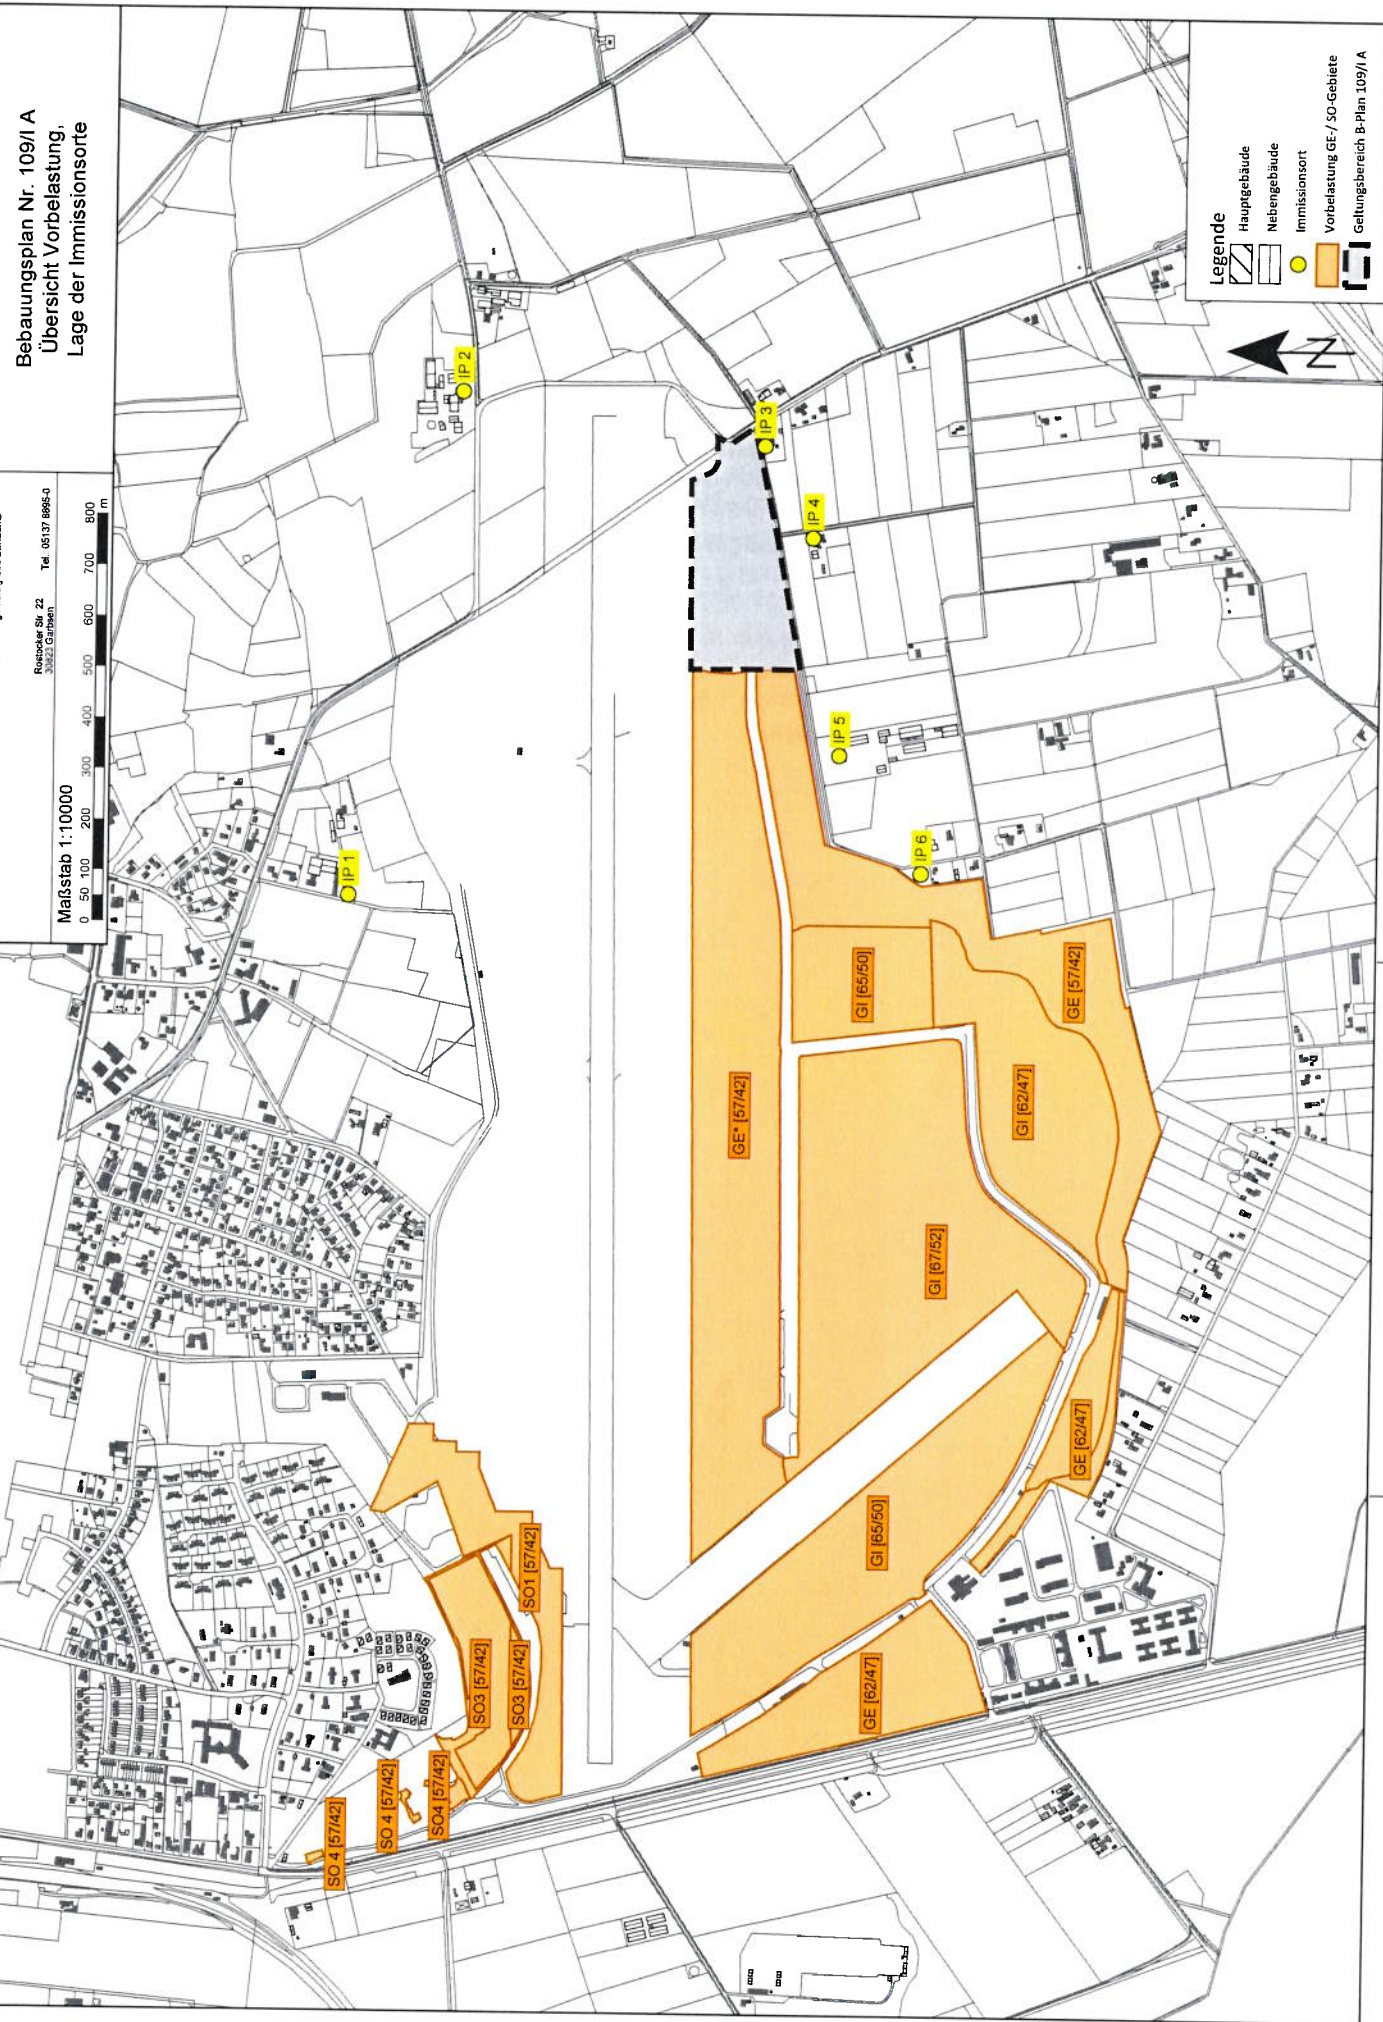 Bebauungsplan Nr. 109/I A
Übersicht Vorbelastung,
Lage der Immissionsorte
Rostocker Str. 22 Tel. 05137 8895-0
30823 Garbsen
Maßstab 1:10000
0 50 100 200 300 400 500 600 700 800
m
IP 1
IP 2
IP 3
IP 4
IP 5
IP 6
SO 4 [57/42]
SO 4 [57/42]
SO4 [57/42]
SO3 [57/42]
SO3 [57/42]
SO1 [57/42]
GE* [57/42]
GI [65/50]
GE [57/42]
GI [62/47]
GI [67/52]
GE [62/47]
GI [65/50]
GE [62/47]
N
Legende
Hauptgebäude
Nebengebäude
Immissionsort
Vorbelastung GE-/ SO-Gebiete
Geltungsbereich B-Plan 109/I A